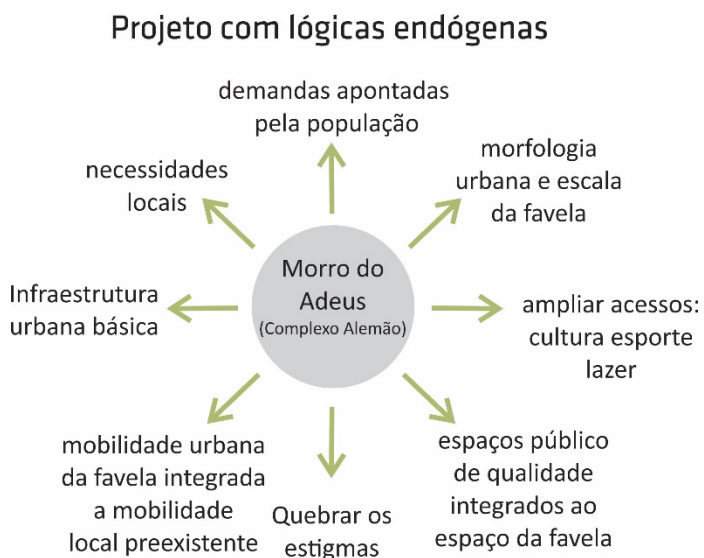 Projeto com lógicas endógenas
demandas apontadas
pela população
necessidades
locais
morfologia
urbana e escala
da favela
Morro do
Adeus
(Complexo Alemão)
Infraestrutura
urbana básica
ampliar acessos:
cultura esporte
lazer
mobilidade urbana
da favela integrada
a mobilidade
local preexistente
Quebrar os
estigmas
espaços público
de qualidade
integrados ao
espaço da favela